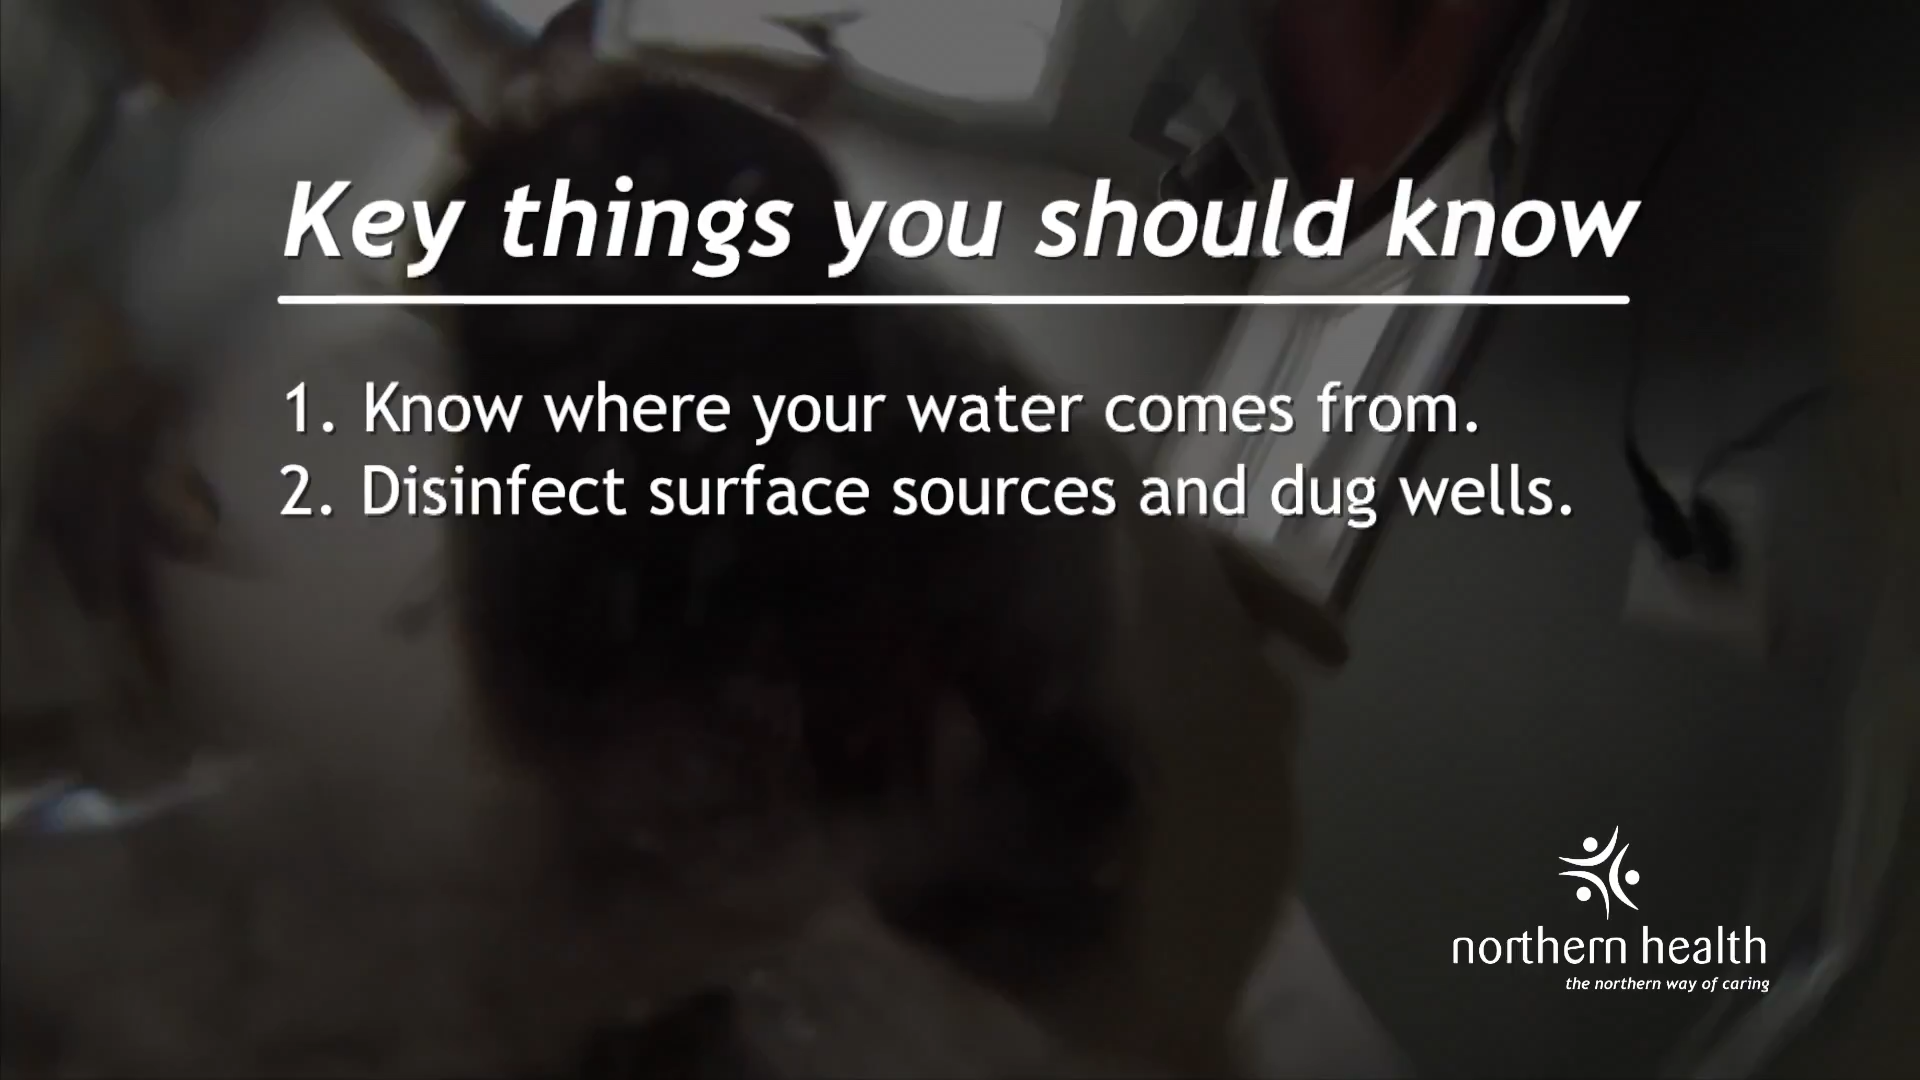 Key things you should know
1. Know where your water comes from.
2. Disinfect surface sources and dug wells.
northern health
the northern way of caring